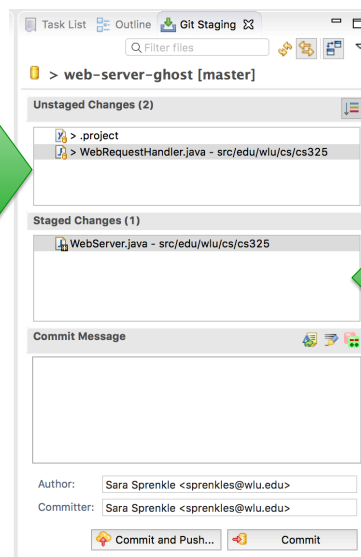 Task List Outline Git Staging
Filter files
> web-server-ghost [master]
Unstaged Changes (2)
> .project
> WebRequestHandler.java - src/edu/wlu/cs/cs325
Staged Changes (1)
WebServer.java - src/edu/wlu/cs/cs325
Commit Message
Author: Sara Sprenkle <sprenkles@wlu.edu>
Committer: Sara Sprenkle <sprenkles@wlu.edu>
Commit and Push... Commit